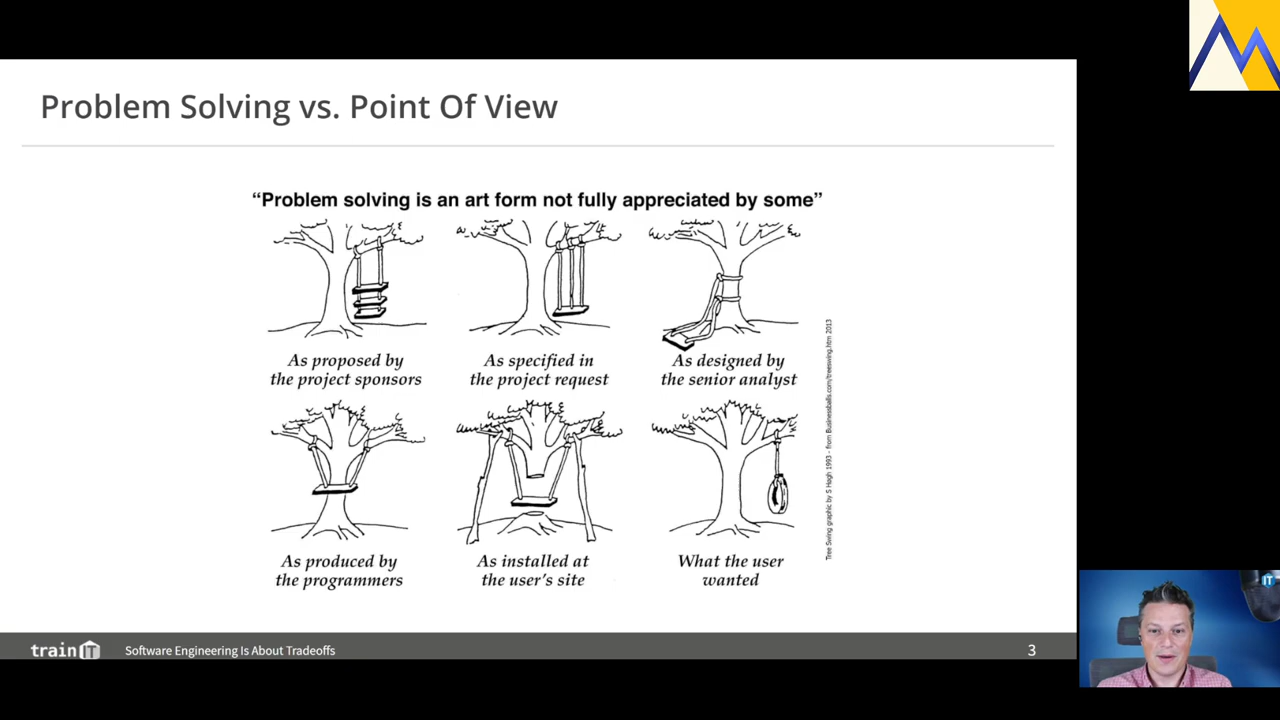 Problem Solving vs. Point Of View
“Problem solving is an art form not fully appreciated by some”
As proposed by
the project sponsors
As specified in
the project request
As designed by
the senior analyst
As produced by
the programmers
As installed at
the user's site
What the user
wanted
Tree Swing graphic by S Hogh 1993 - from Businessballs.com/treeswing.htm 2013
train IT
Software Engineering Is About Tradeoffs
3
IT